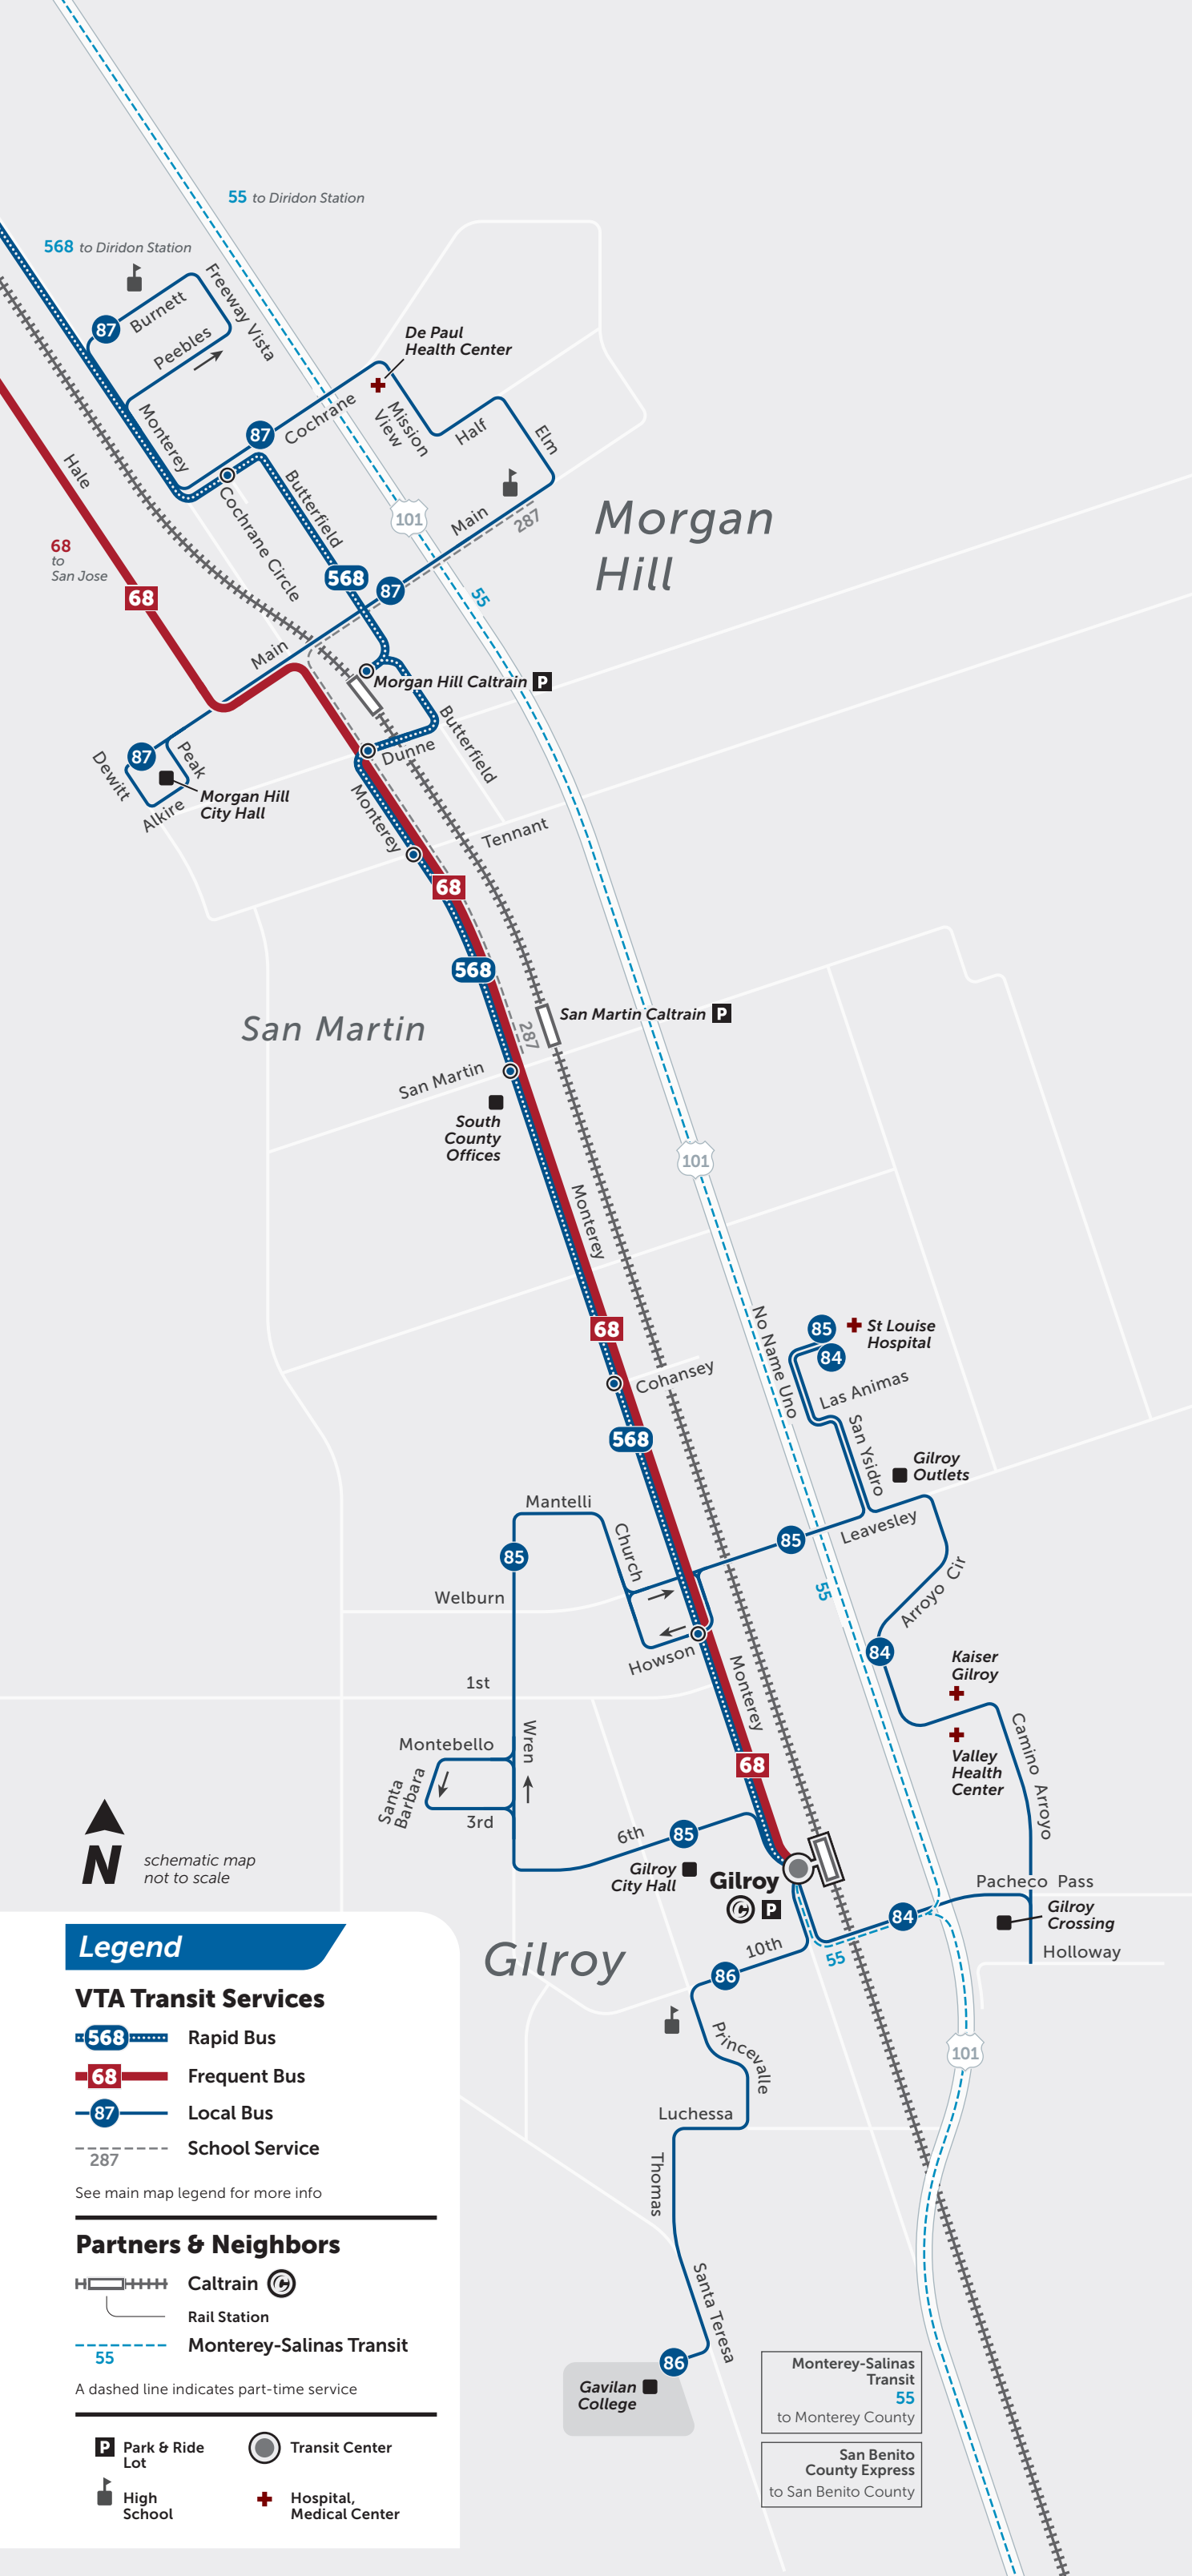 55 to Diridon Station
568 to Diridon Station
Freeway Vista
Burnett
87
Peebles
De Paul
Health Center
Monterey
Cochrane
87
Mission
View
Half
Elm
Hale
Cochrane Circle
Butterfield
101
Main
287
Morgan
Hill
68
to
San Jose
68
568
87
55
Main
Morgan Hill Caltrain P
Butterfield
Dunne
87
Peak
Dewitt
Alkire
Morgan Hill
City Hall
Monterey
Tennant
68
568
San Martin
287
San Martin Caltrain P
San Martin
South
County
Offices
101
Monterey
68
No Name Uno
85
St Louise
Hospital
84
Cohansey
Las Animas
568
San Ysidro
Gilroy
Outlets
Mantelli
Church
Leavesley
85
85
Welburn
55
Arroyo Cir
Howson
84
Monterey
Kaiser
Gilroy
1st
Wren
Montebello
Santa
Barbara
3rd
68
Valley
Health
Center
Camino Arroyo
6th
85
Gilroy
City Hall
Gilroy
C P
Pacheco Pass
84
Gilroy
Crossing
Holloway
N
schematic map
not to scale
Gilroy
10th
55
86
Princevalle
101
Luchessa
Thomas
Santa Teresa
86
Gavilan
College
Monterey-Salinas
Transit
55
to Monterey County
San Benito
County Express
to San Benito County
Legend
VTA Transit Services
568 Rapid Bus
68 Frequent Bus
87 Local Bus
287 School Service
See main map legend for more info
Partners & Neighbors
Caltrain C
Rail Station
Monterey-Salinas Transit
55
A dashed line indicates part-time service
P Park & Ride
Lot
Transit Center
High
School
Hospital,
Medical Center